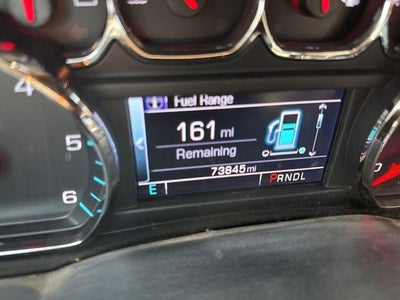 Fuel Range
161 mi
Remaining
73845 mi
E PRNDL
4
5
6